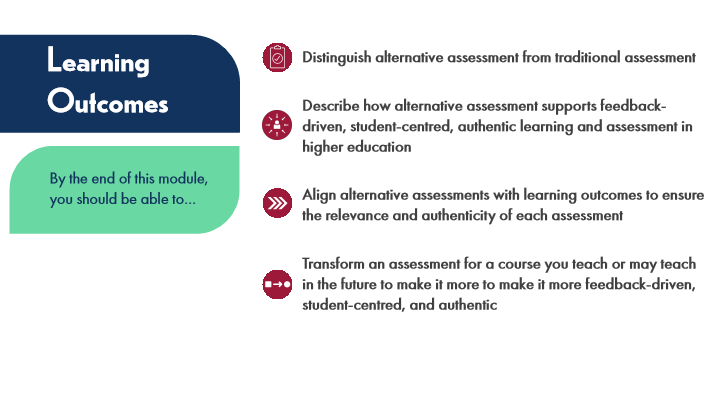 Learning
Outcomes
By the end of this module,
you should be able to...
Distinguish alternative assessment from traditional assessment
Describe how alternative assessment supports feedback-
driven, student-centred, authentic learning and assessment in
higher education
Align alternative assessments with learning outcomes to ensure
the relevance and authenticity of each assessment
Transform an assessment for a course you teach or may teach
in the future to make it more to make it more feedback-driven,
student-centred, and authentic